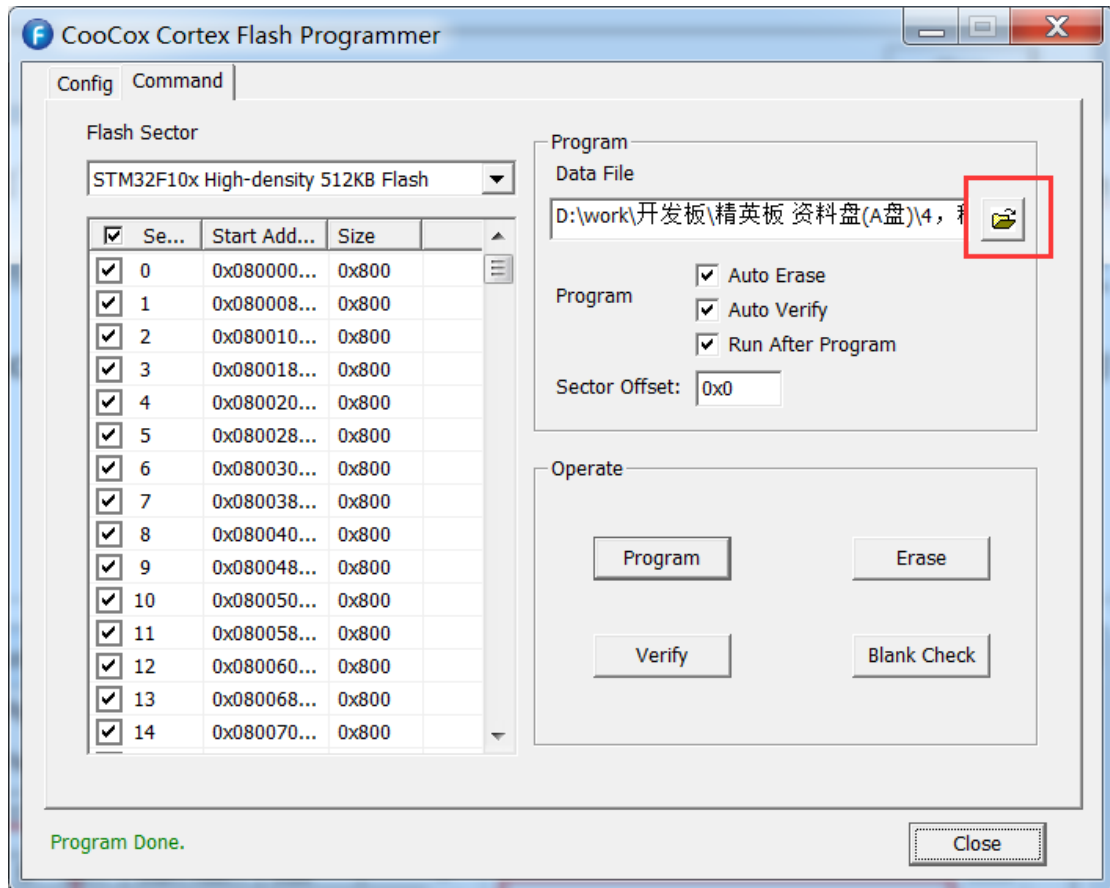 CooCox Cortex Flash Programmer
Config Command
Flash Sector
STM32F10x High-density 512KB Flash
Se... Start Add... Size
0 0x080000... 0x800
1 0x080008... 0x800
2 0x080010... 0x800
3 0x080018... 0x800
4 0x080020... 0x800
5 0x080028... 0x800
6 0x080030... 0x800
7 0x080038... 0x800
8 0x080040... 0x800
9 0x080048... 0x800
10 0x080050... 0x800
11 0x080058... 0x800
12 0x080060... 0x800
13 0x080068... 0x800
14 0x080070... 0x800
Program
Data File
D:\work\开发板\精英板 资料盘(A盘)\4，
Program
Auto Erase
Auto Verify
Run After Program
Sector Offset: 0x0
Operate
Program Erase
Verify Blank Check
Program Done.
Close